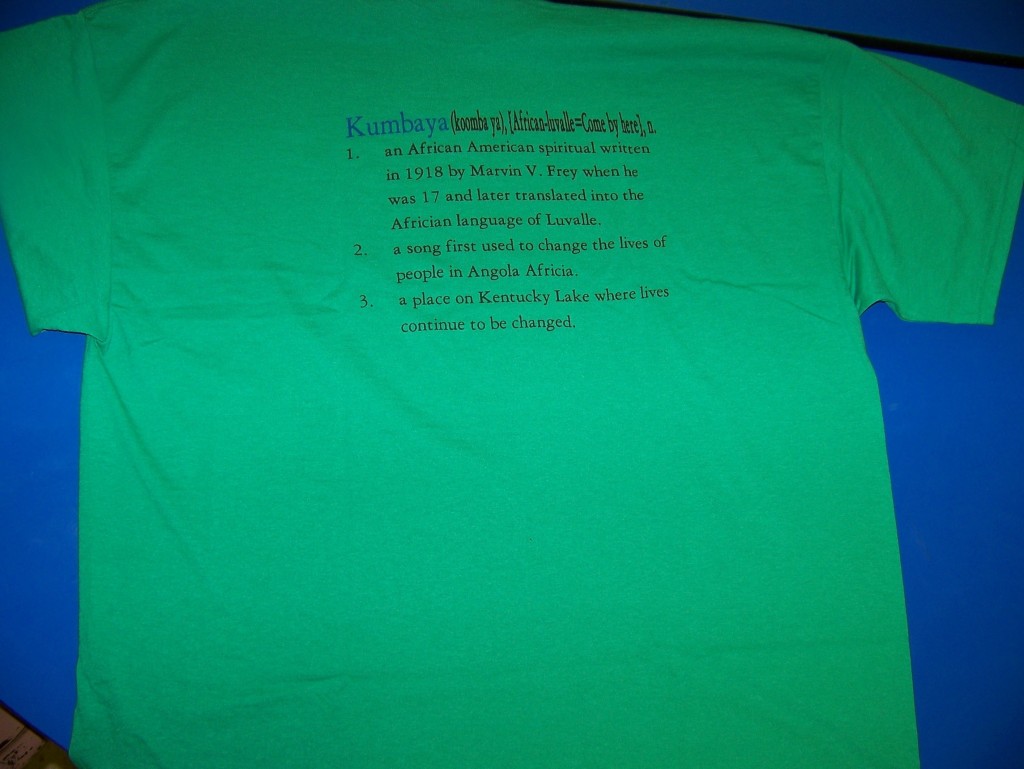 Kumbaya (koomba ya), [African-luvalle=Come by here], n.
1. an African American spiritual written
in 1918 by Marvin V. Frey when he
was 17 and later translated into the
Africian language of Luvalle.
2. a song first used to change the lives of
people in Angola Africia.
3. a place on Kentucky Lake where lives
continue to be changed.